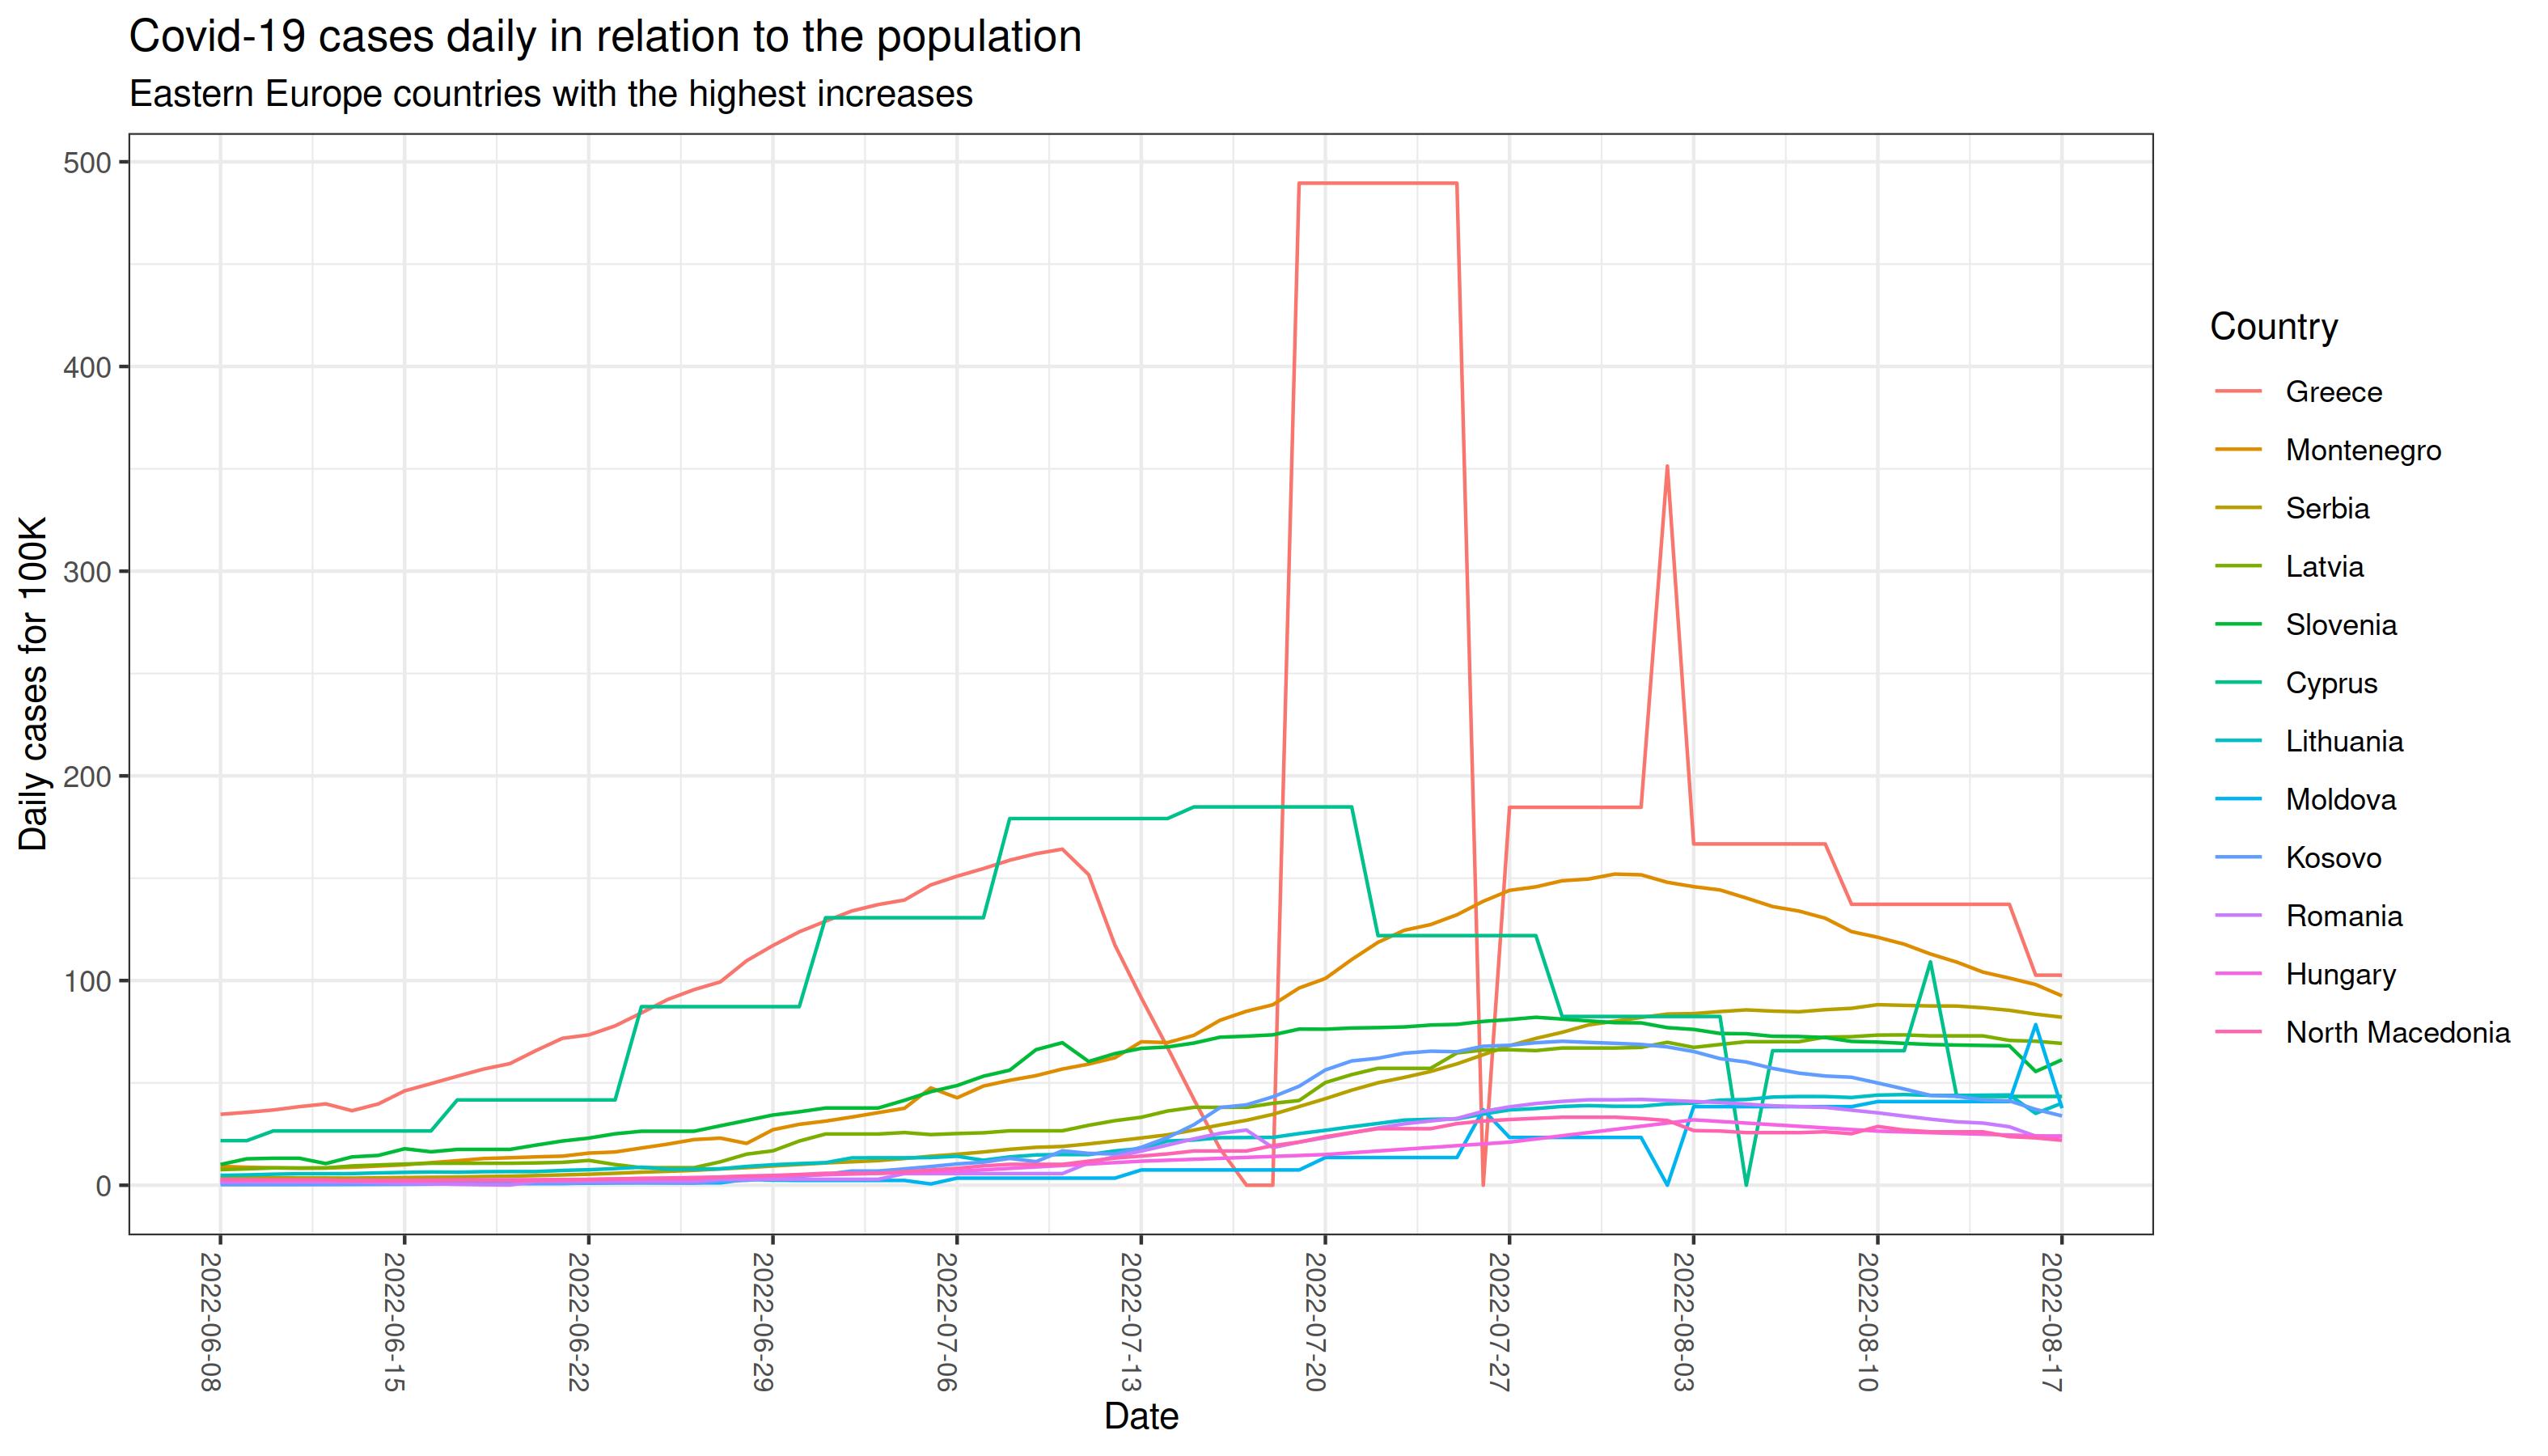 Covid-19 cases daily in relation to the population
Eastern Europe countries with the highest increases
Daily cases for 100K
500
400
300
200
100
0
2022-06-08
2022-06-15
2022-06-22
2022-06-29
2022-07-06
2022-07-13
2022-07-20
2022-07-27
2022-08-03
2022-08-10
2022-08-17
Date
Country
Greece
Montenegro
Serbia
Latvia
Slovenia
Cyprus
Lithuania
Moldova
Kosovo
Romania
Hungary
North Macedonia